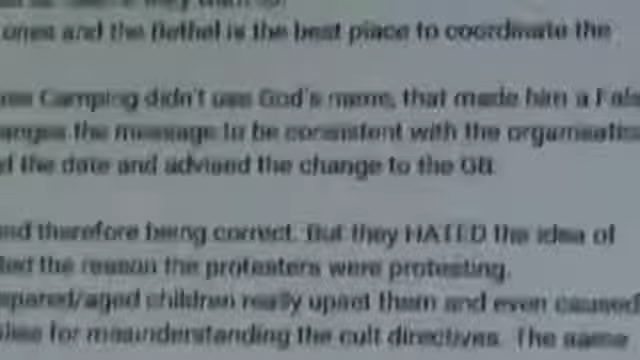 ones and the Bethel is the best place to coordinate the
Camping didn't use God's name, that made him a
the message to be consistent with the
the date and advised the change to the GB.
therefore being correct. But they HATED the idea of
the reason the protesters were protesting.
children really upset them and even caused
for misunderstanding the cult directives. The same